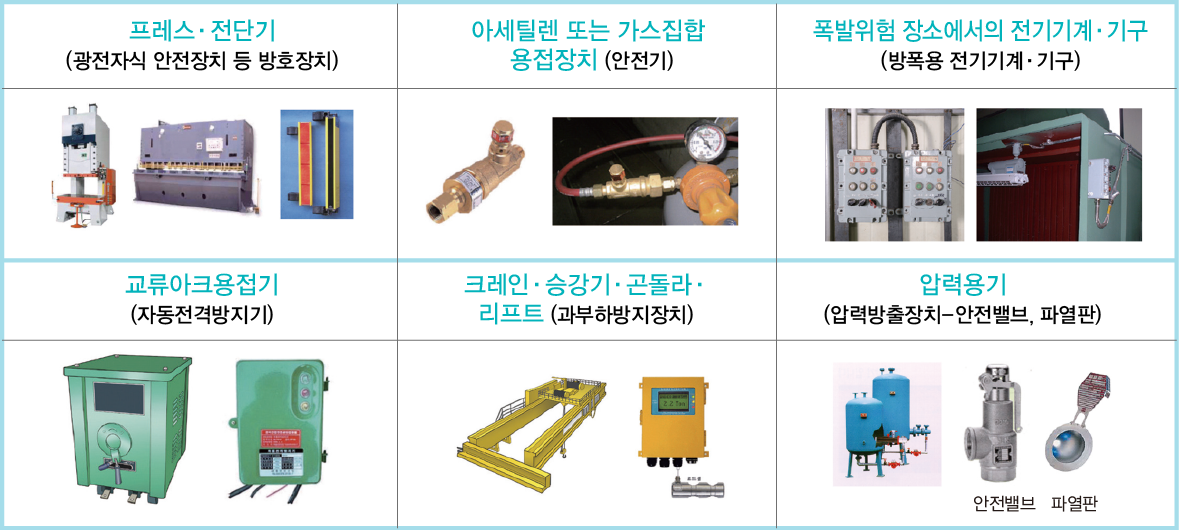 프레스·전단기
(광전자식 안전장치 등 방호장치)
아세틸렌 또는 가스집합
용접장치 (안전기)
폭발위험 장소에서의 전기기계·기구
(방폭용 전기기계·기구)
교류아크용접기
(자동전격방지기)
크레인·승강기·곤돌라·
리프트 (과부하방지장치)
압력용기
(압력방출장치-안전밸브, 파열판)
안전밸브 파열판